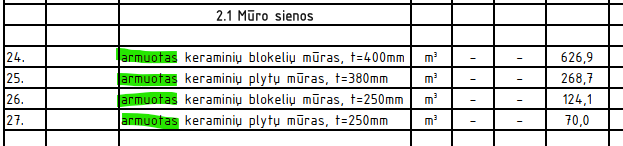 2.1 Mūro sienos
24. armuotas keraminių blokelių mūras, t=400mm m³ – – 626,9
25. armuotas keraminių plytų mūras, t=380mm m³ – – 268,7
26. armuotas keraminių blokelių mūras, t=250mm m³ – – 124,1
27. armuotas keraminių plytų mūras, t=250mm m³ – – 70,0